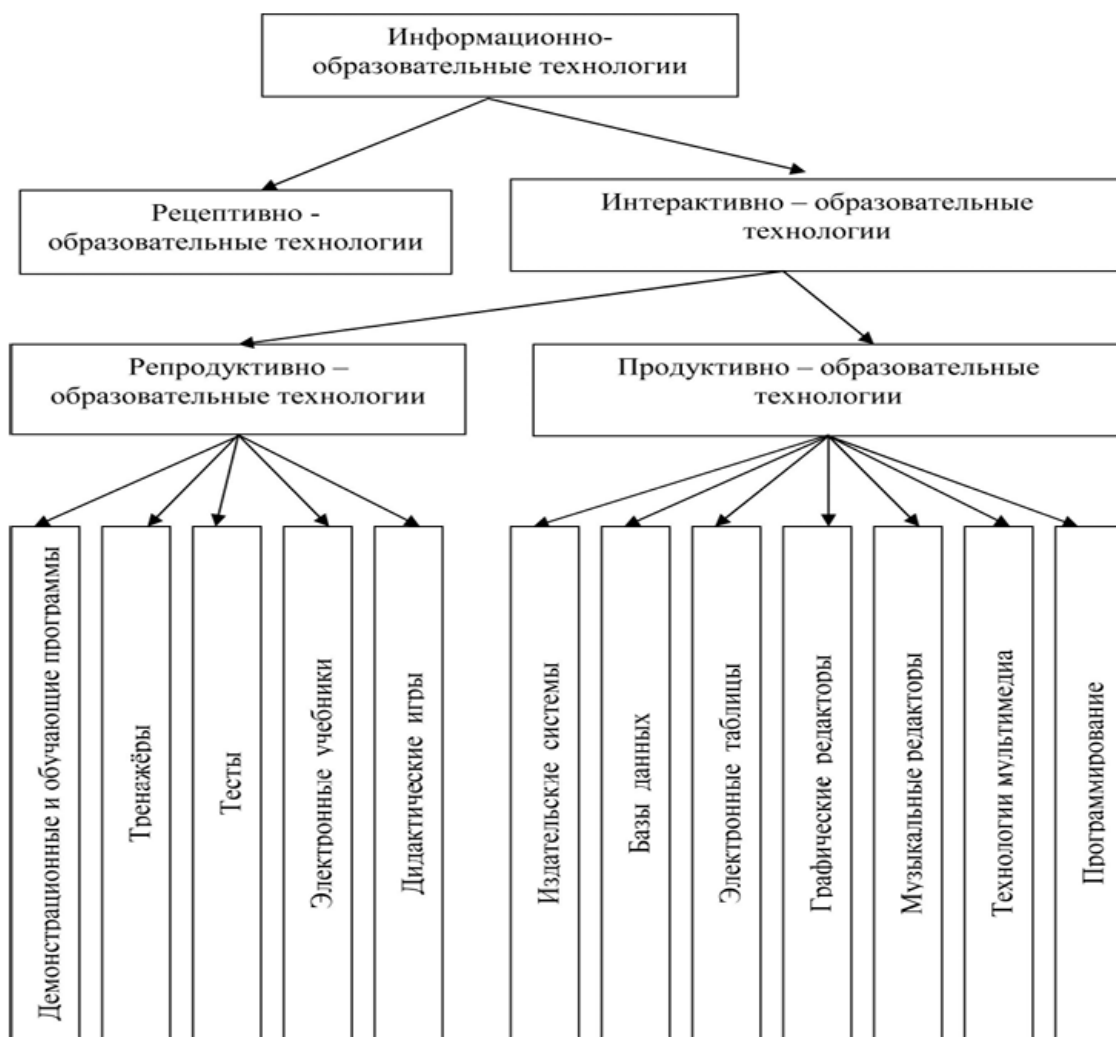 Информационно-
образовательные технологии
Рецептивно -
образовательные технологии
Интерактивно – образовательные
технологии
Репродуктивно –
образовательные технологии
Продуктивно – образовательные
технологии
Демонстрационные и обучающие программы
Тренажёры
Тесты
Электронные учебники
Дидактические игры
Издательские системы
Базы данных
Электронные таблицы
Графические редакторы
Музыкальные редакторы
Технологии мультимедиа
Программирование